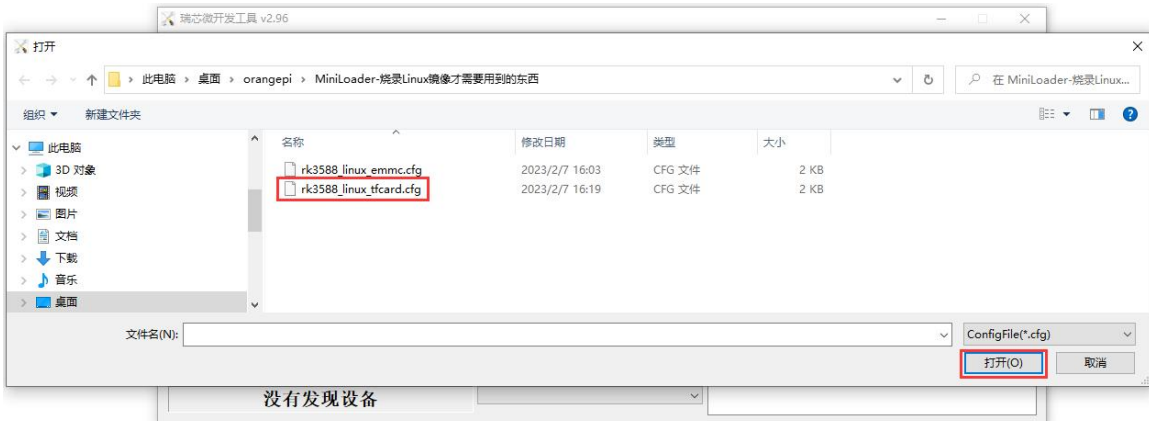 瑞芯微开发工具 v2.96
打开
此电脑 › 桌面 › orangepi › MiniLoader-烧录Linux镜像才需要用到的东西
在 MiniLoader-烧录Linux...
组织 新建文件夹
名称 修改日期 类型 大小
此电脑
3D 对象
视频
图片
文档
下载
音乐
桌面
rk3588_linux_emmc.cfg 2023/2/7 16:03 CFG 文件 2 KB
rk3588_linux_tfcard.cfg 2023/2/7 16:19 CFG 文件 2 KB
文件名(N): ConfigFile(*.cfg)
打开(O) 取消
没有发现设备